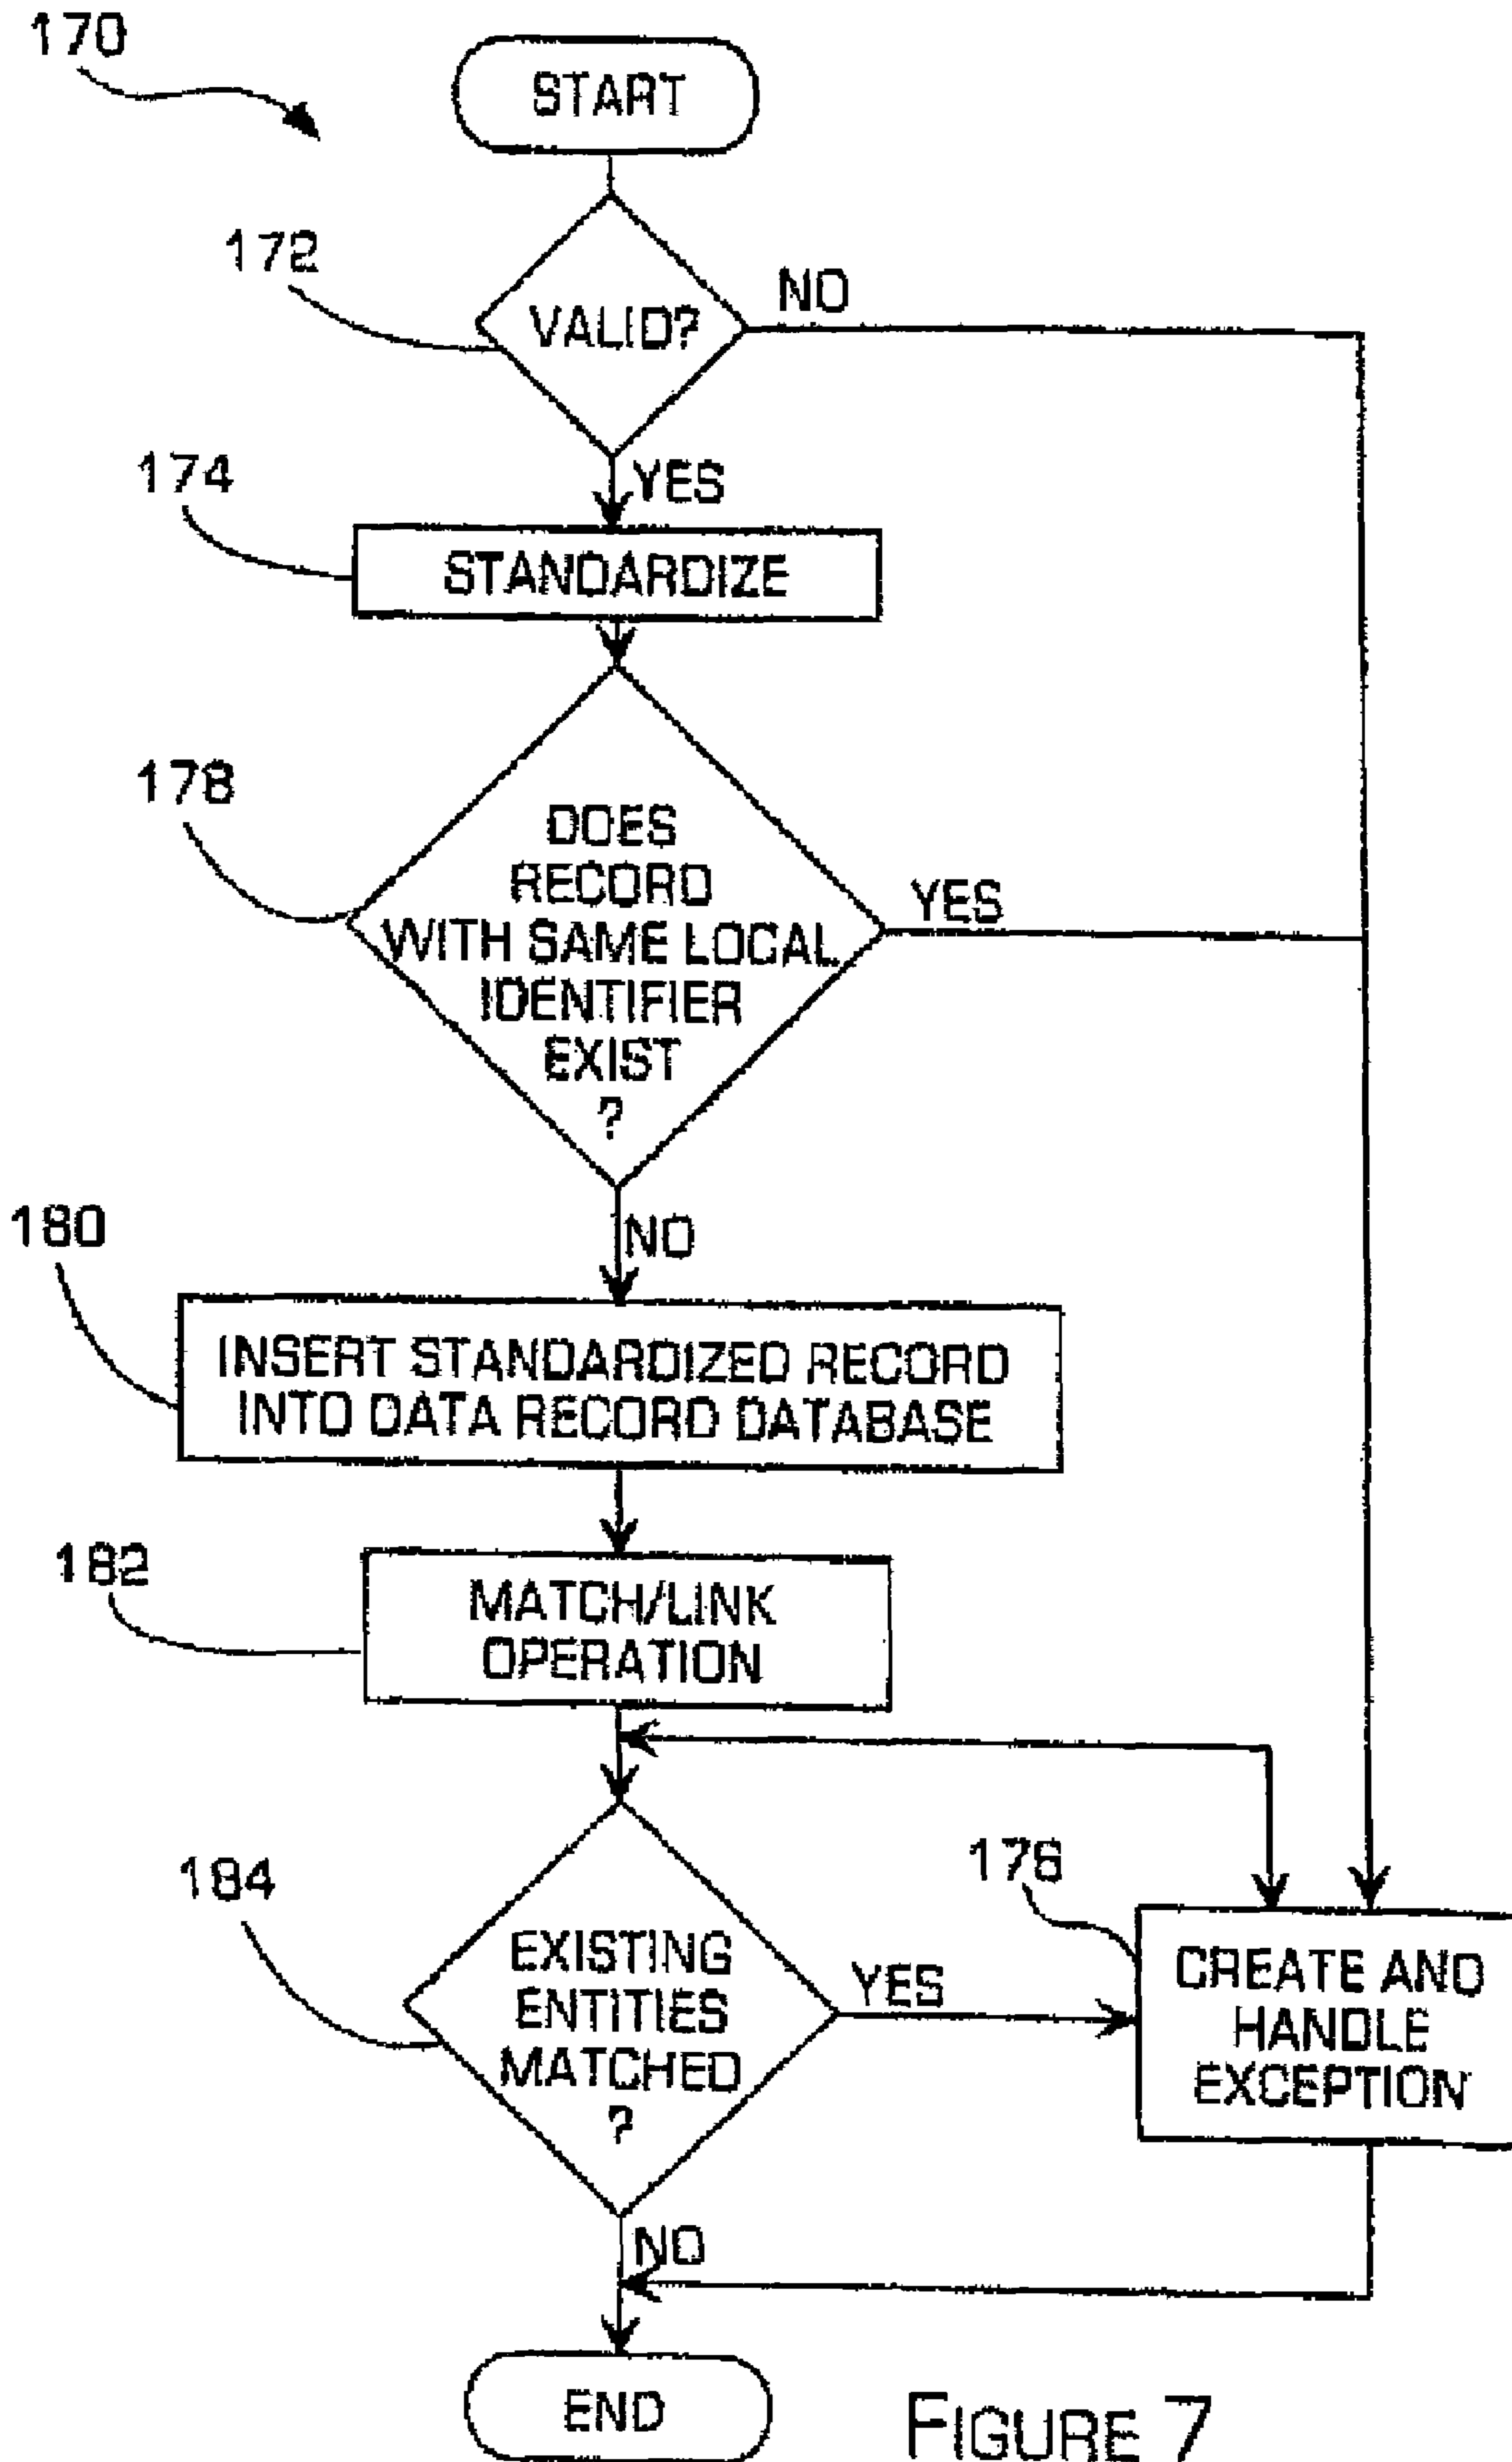 170
START
172
VALID?
NO
YES
174
STANDARDIZE
178
DOES
RECORD
WITH SAME LOCAL
IDENTIFIER
EXIST
?
YES
NO
180
INSERT STANDARDIZED RECORD
INTO DATA RECORD DATABASE
182
MATCH/LINK
OPERATION
184
EXISTING
ENTITIES
MATCHED
?
YES
176
CREATE AND
HANDLE
EXCEPTION
NO
END
FIGURE 7